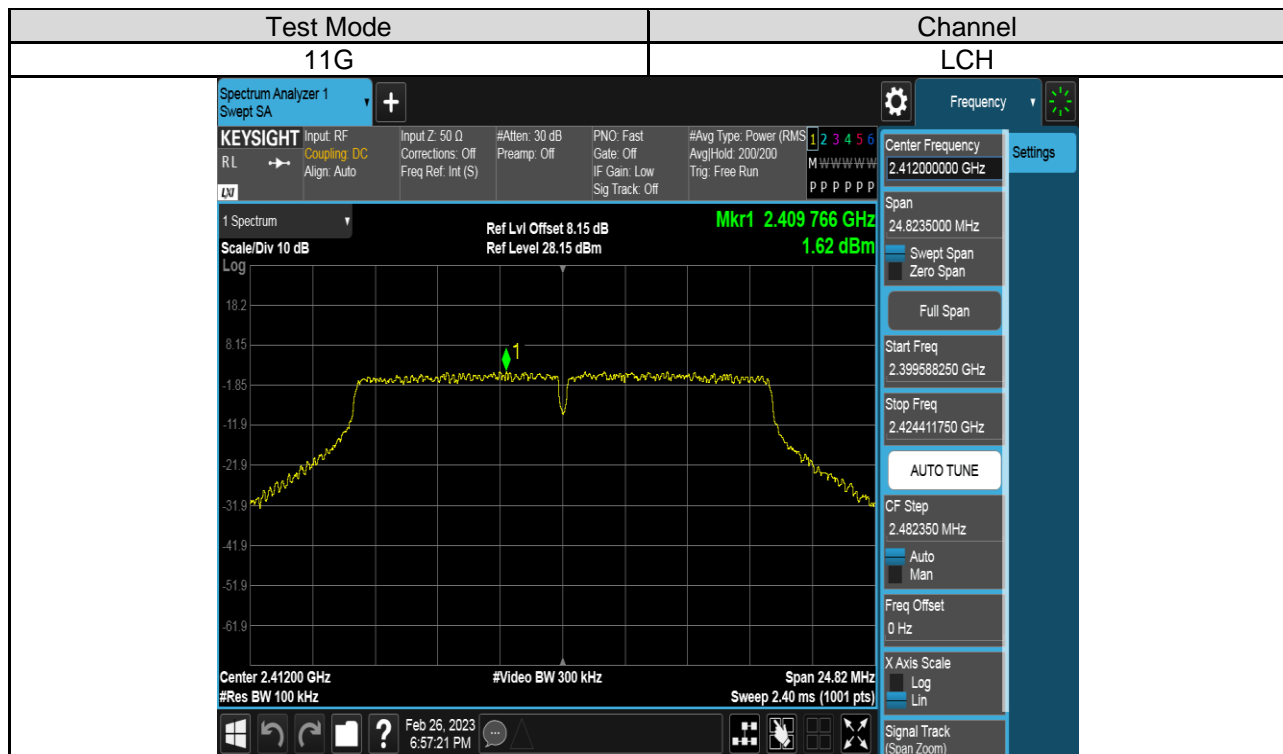 Test Mode Channel
11G LCH
Spectrum Analyzer 1
Swept SA
+
Frequency
KEYSIGHT
R L
LXI
Input: RF
Coupling: DC
Align: Auto
Input Z: 50 Ω
Corrections: Off
Freq Ref: Int (S)
#Atten: 30 dB
Preamp: Off
PNO: Fast
Gate: Off
IF Gain: Low
Sig Track: Off
#Avg Type: Power (RMS
Avg|Hold: 200/200
Trig: Free Run
1 2 3 4 5 6
M W W W W W
P P P P P P
1 Spectrum
Scale/Div 10 dB
Log
Ref Lvl Offset 8.15 dB
Ref Level 28.15 dBm
Mkr1 2.409 766 GHz
1.62 dBm
18.2
8.15
-1.85
-11.9
-21.9
-31.9
-41.9
-51.9
-61.9
1
Center 2.41200 GHz
#Res BW 100 kHz
#Video BW 300 kHz
Span 24.82 MHz
Sweep 2.40 ms (1001 pts)
?
Feb 26, 2023
6:57:21 PM
Center Frequency
2.412000000 GHz
Settings
Span
24.8235000 MHz
Swept Span
Zero Span
Full Span
Start Freq
2.399588250 GHz
Stop Freq
2.424411750 GHz
AUTO TUNE
CF Step
2.482350 MHz
Auto
Man
Freq Offset
0 Hz
X Axis Scale
Log
Lin
Signal Track
(Span Zoom)